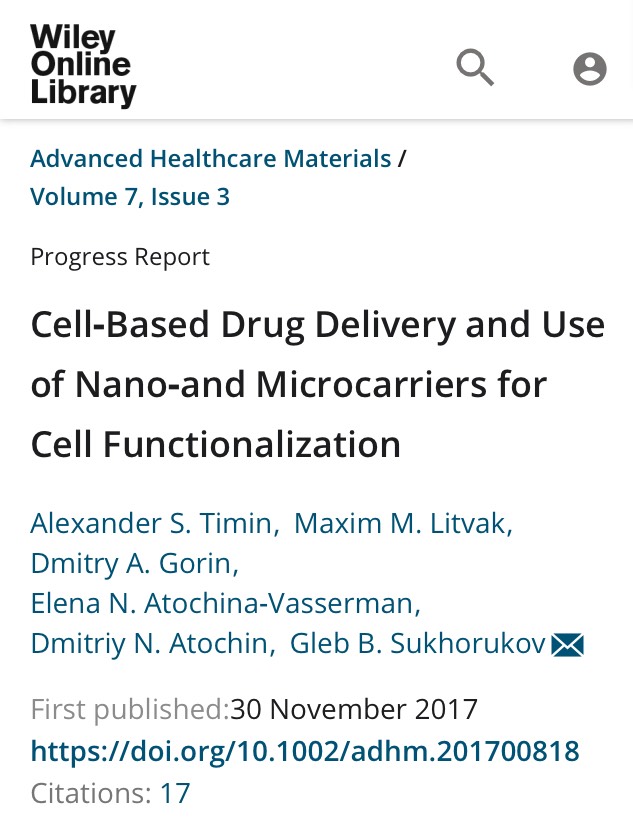 Wiley
Online
Library
Advanced Healthcare Materials /
Volume 7, Issue 3
Progress Report
Cell-Based Drug Delivery and Use
of Nano-and Microcarriers for
Cell Functionalization
Alexander S. Timin, Maxim M. Litvak,
Dmitry A. Gorin,
Elena N. Atochina-Vasserman,
Dmitriy N. Atochin, Gleb B. Sukhorukov
First published:30 November 2017
https://doi.org/10.1002/adhm.201700818
Citations: 17